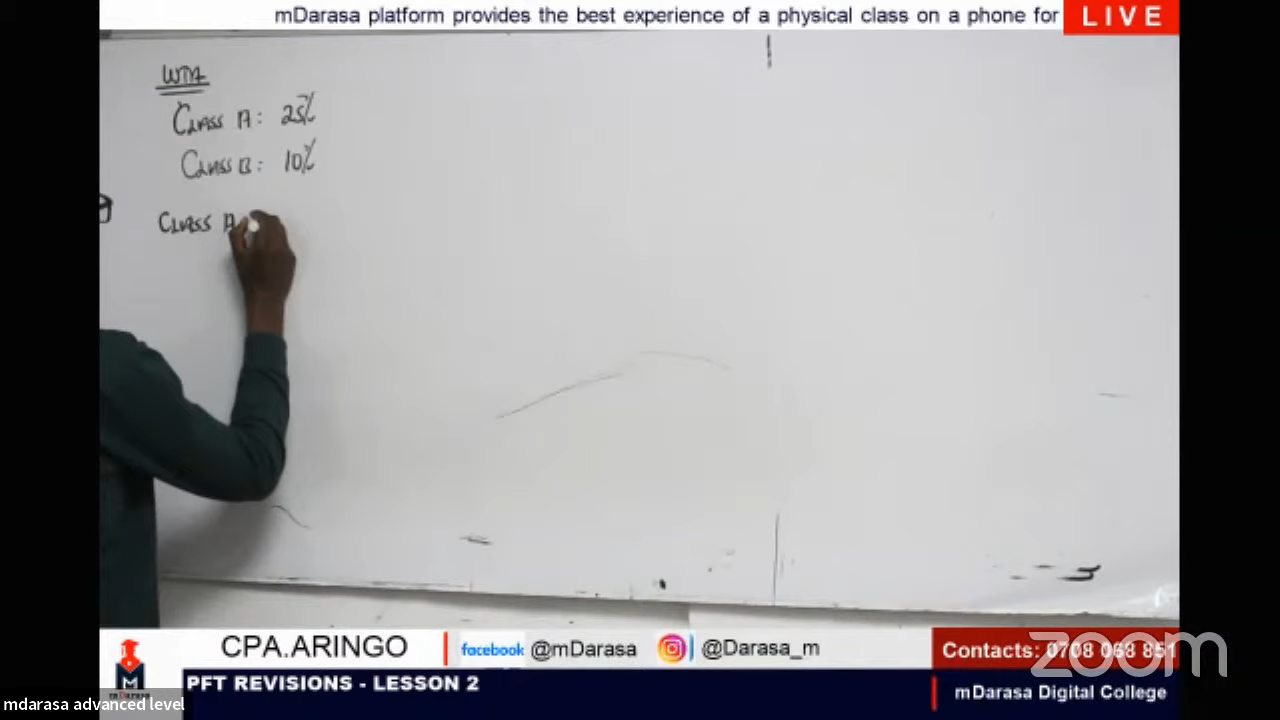 mDarasa platform provides the best experience of a physical class on a phone for
LIVE
WTA
CLASS A: 25%
CLASS B: 10%
CLASS A
CPA.ARINGO
facebook @mDarasa
@Darasa_m
Contacts: 0708 068 851
zoom
PFT REVISIONS - LESSON 2
mDarasa Digital College
mDarasa
mdarasa advanced level